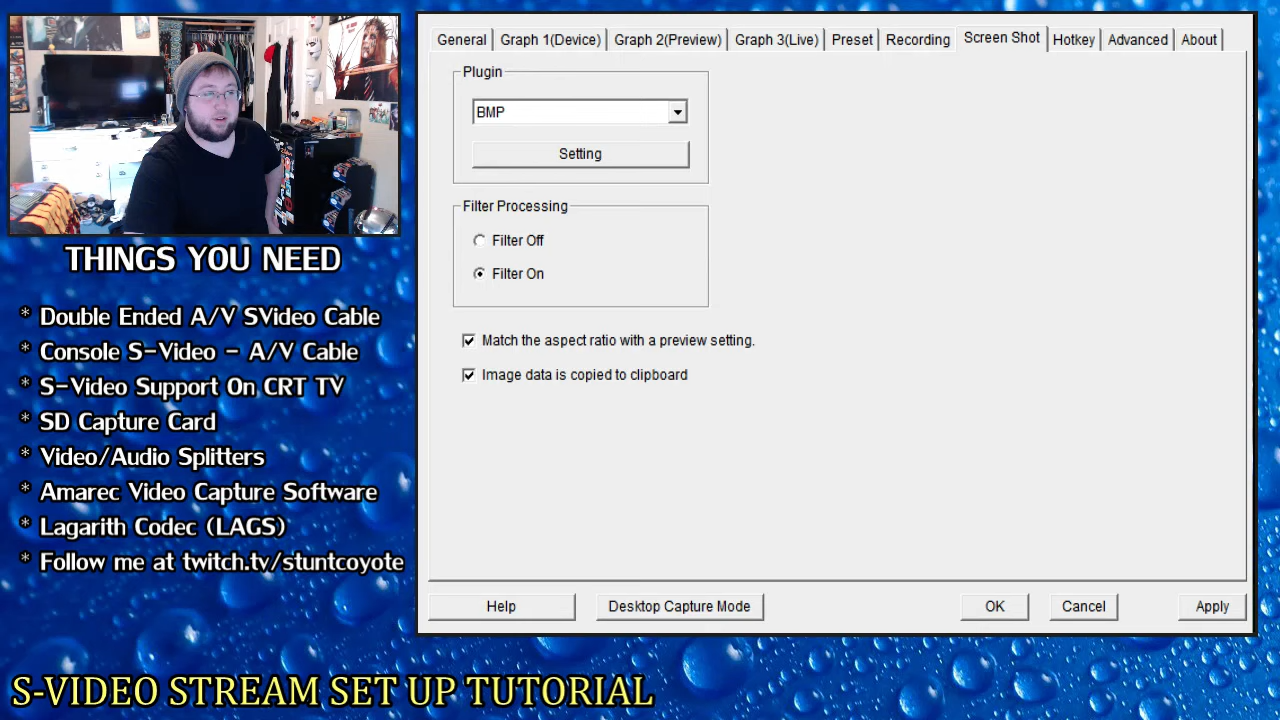 General
Graph 1(Device)
Graph 2(Preview)
Graph 3(Live)
Preset
Recording
Screen Shot
Hotkey
Advanced
About
Plugin
BMP
Setting
Filter Processing
Filter Off
Filter On
Match the aspect ratio with a preview setting.
Image data is copied to clipboard
Help
Desktop Capture Mode
OK
Cancel
Apply
THINGS YOU NEED
* Double Ended A/V SVideo Cable
* Console S-Video - A/V Cable
* S-Video Support On CRT TV
* SD Capture Card
* Video/Audio Splitters
* Amarec Video Capture Software
* Lagarith Codec (LAGS)
* Follow me at twitch.tv/stuntcoyote
S-VIDEO STREAM SET UP TUTORIAL